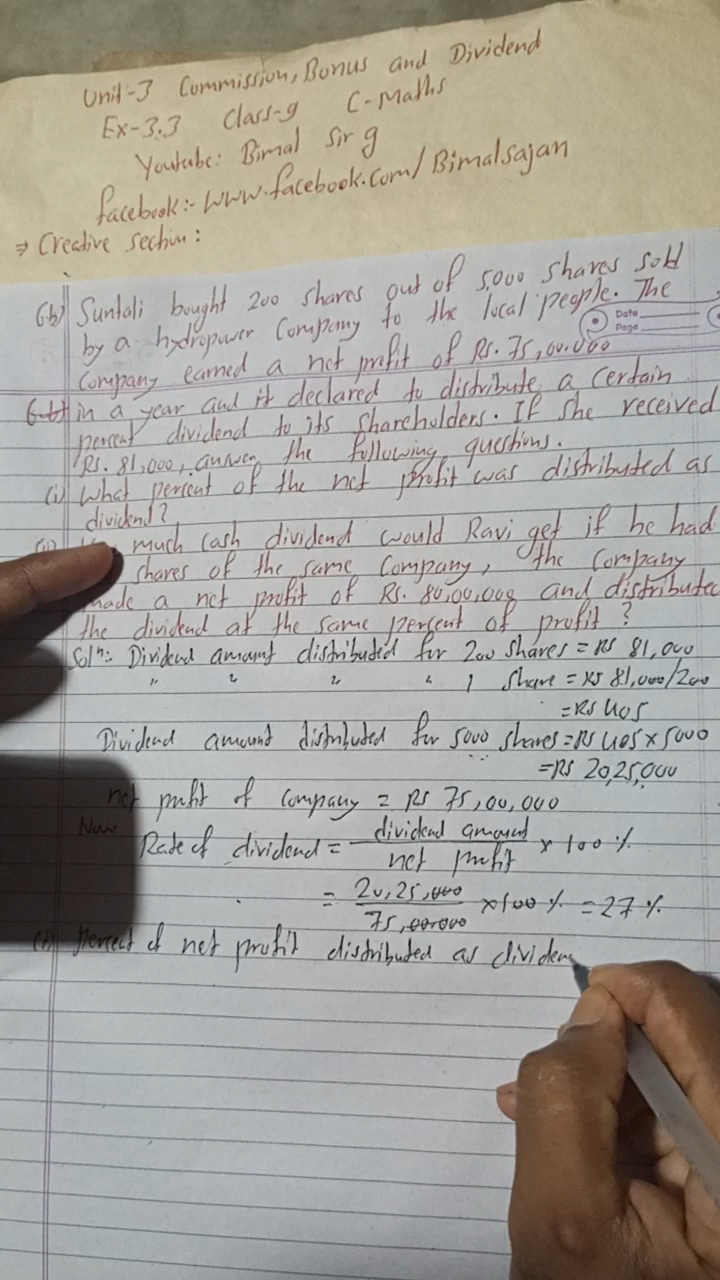 Unit-3 Commission, Bonus and Dividend
Ex-3.3 Class-9 C-Maths
Youtube: Bimal Sir g
facebook:- www.facebook.com/Bimalsajan
⇒ Creative section:
6.b) Suntali bought 200 shares out of 5,000 shares sold
by a hydropower Company to the local people. The
Date
Page
Company earned a net profit of Rs. 75,00,000
in a year and it declared to distribute a certain
percent dividend to its shareholders. If she received
Rs. 81,000, answer the following questions.
(i) What percent of the net profit was distributed as
dividend?
much cash dividend would Ravi get if he had
shares of the same Company, the company
made a net profit of Rs. 80,00,000 and distributed
the dividend at the same percent of profit?
Solⁿ: Dividend amount distributed for 200 shares = RS 81,000
" " " " 1 share = RS 81,000/200
= RS 405
Dividend amount distributed for 5000 shares = RS 405 × 5000
= RS 20,25,000
net profit of company = RS 75,00,000
Now
Rate of dividend = dividend amount / net profit × 100 %
= 20,25,000 / 75,00,000 × 100 % = 27 %
(i) percent of net profit distributed as dividen